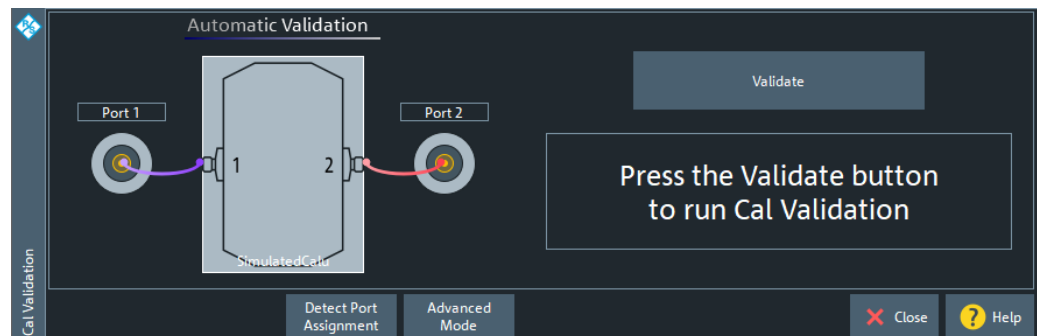 Automatic Validation
Port 1
Port 2
1
2
SimulatedCalu
Validate
Press the Validate button
to run Cal Validation
Cal Validation
Detect Port
Assignment
Advanced
Mode
Close
? Help